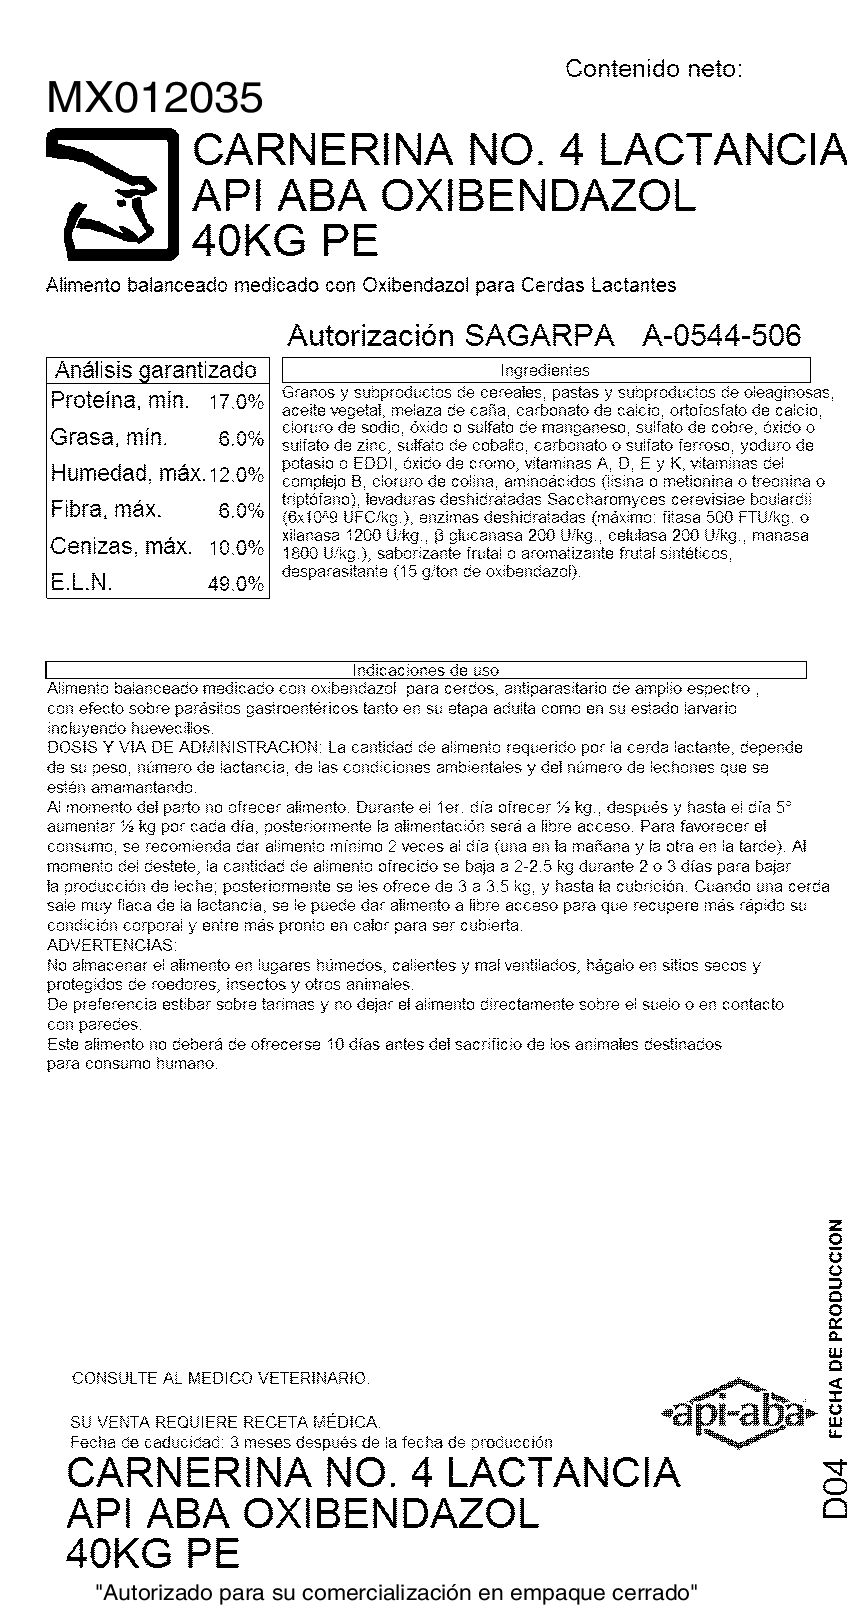 Contenido neto:
MX012035
CARNERINA NO. 4 LACTANCIA
API ABA OXIBENDAZOL
40KG PE
Alimento balanceado medicado con Oxibendazol para Cerdas Lactantes
Autorización SAGARPA A-0544-506
Análisis garantizado
Proteína, mín. 17.0%
Grasa, mín. 6.0%
Humedad, máx. 12.0%
Fibra, máx. 6.0%
Cenizas, máx. 10.0%
E.L.N. 49.0%
Ingredientes
Granos y subproductos de cereales, pastas y subproductos de oleaginosas,
aceite vegetal, melaza de caña, carbonato de calcio, ortofosfato de calcio,
cloruro de sodio, óxido o sulfato de manganeso, sulfato de cobre, óxido o
sulfato de zinc, sulfato de cobalto, carbonato o sulfato ferroso, yoduro de
potasio o EDDI, óxido de cromo, vitaminas A, D, E y K, vitaminas del
complejo B, cloruro de colina, aminoácidos (lisina o metionina o treonina o
triptófano), levaduras deshidratadas Saccharomyces cerevisiae boulardii
(6x10^9 UFC/kg.), enzimas deshidratadas (máximo: fitasa 500 FTU/kg. o
xilanasa 1200 U/kg., β glucanasa 200 U/kg., celulasa 200 U/kg., manasa
1800 U/kg.), saborizante frutal o aromatizante frutal sintéticos,
desparasitante (15 g/ton de oxibendazol).
Indicaciones de uso
Alimento balanceado medicado con oxibendazol para cerdos, antiparasitario de amplio espectro ,
con efecto sobre parásitos gastroentéricos tanto en su etapa adulta como en su estado larvario
incluyendo huevecillos.
DOSIS Y VIA DE ADMINISTRACION: La cantidad de alimento requerido por la cerda lactante, depende
de su peso, número de lactancia, de las condiciones ambientales y del número de lechones que se
estén amamantando.
Al momento del parto no ofrecer alimento. Durante el 1er. día ofrecer ½ kg., después y hasta el día 5°
aumentar ½ kg por cada día, posteriormente la alimentación será a libre acceso. Para favorecer el
consumo, se recomienda dar alimento mínimo 2 veces al día (una en la mañana y la otra en la tarde). Al
momento del destete, la cantidad de alimento ofrecido se baja a 2-2.5 kg durante 2 o 3 días para bajar
la producción de leche; posteriormente se les ofrece de 3 a 3.5 kg, y hasta la cubrición. Cuando una cerda
sale muy flaca de la lactancia, se le puede dar alimento a libre acceso para que recupere más rápido su
condición corporal y entre más pronto en calor para ser cubierta.
ADVERTENCIAS:
No almacenar el alimento en lugares húmedos, calientes y mal ventilados, hágalo en sitios secos y
protegidos de roedores, insectos y otros animales.
De preferencia estibar sobre tarimas y no dejar el alimento directamente sobre el suelo o en contacto
con paredes.
Este alimento no deberá de ofrecerse 10 días antes del sacrificio de los animales destinados
para consumo humano.
FECHA DE PRODUCCION
D04
CONSULTE AL MEDICO VETERINARIO.
api-aba
SU VENTA REQUIERE RECETA MÉDICA.
Fecha de caducidad: 3 meses después de la fecha de producción
CARNERINA NO. 4 LACTANCIA
API ABA OXIBENDAZOL
40KG PE
"Autorizado para su comercialización en empaque cerrado"